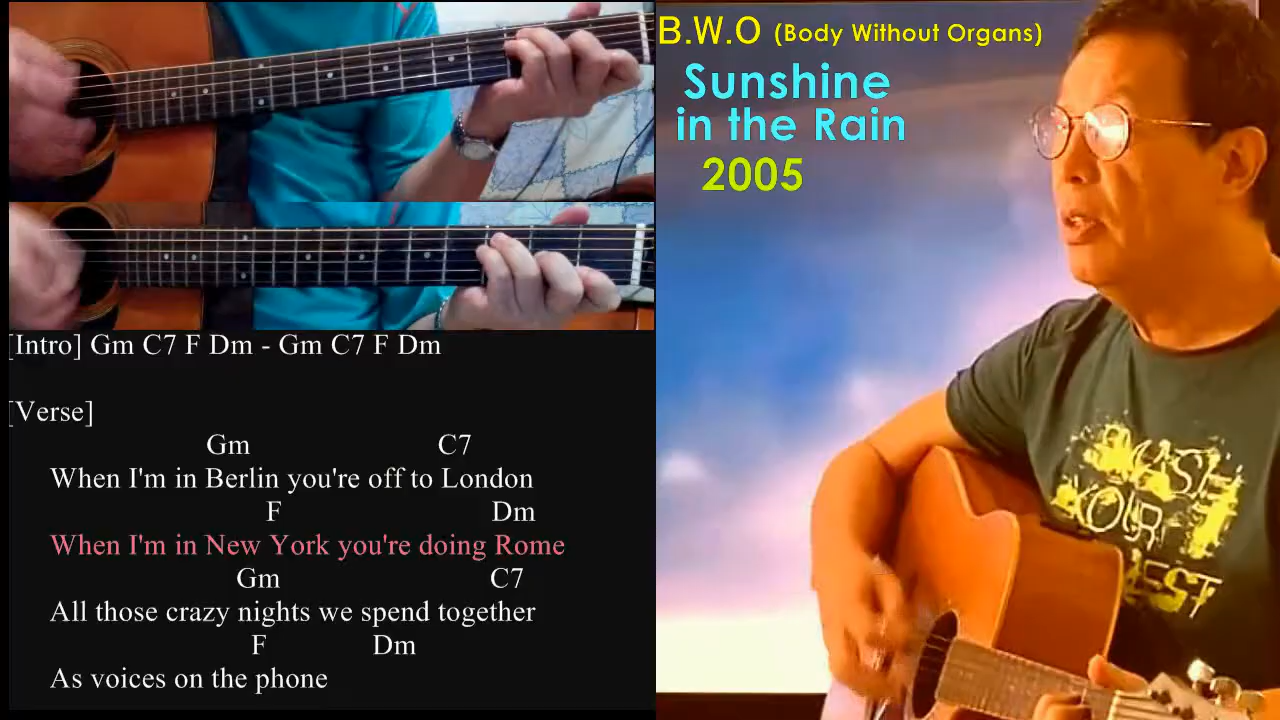 B.W.O (Body Without Organs)
Sunshine
in the Rain
2005
[Intro] Gm C7 F Dm - Gm C7 F Dm
[Verse]
Gm C7
When I'm in Berlin you're off to London
F Dm
When I'm in New York you're doing Rome
Gm C7
All those crazy nights we spend together
F Dm
As voices on the phone
YOUR